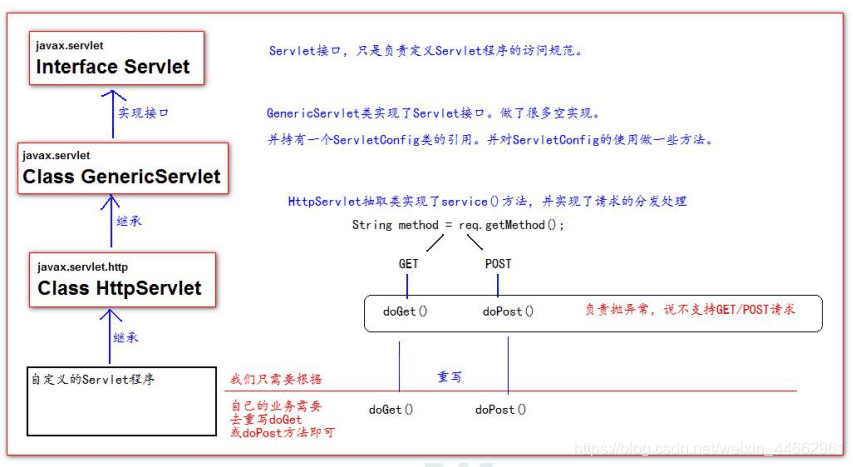 javax.servlet
Interface Servlet
Servlet接口，只是负责定义Servlet程序的访问规范。
实现接口
GenericServlet类实现了Servlet接口。做了很多空实现。
并持有一个ServletConfig类的引用。并对ServletConfig的使用做一些方法。
javax.servlet
Class GenericServlet
继承
HttpServlet抽取类实现了service()方法，并实现了请求的分发处理
String method = req.getMethod();
GET
POST
javax.servlet.http
Class HttpServlet
doGet()
doPost()
负责抛异常，说不支持GET/POST请求
继承
自定义的Servlet程序
我们只需要根据
重写
自己的业务需要
去重写doGet
或doPost方法即可
doGet()
doPost()
https://blog.csdn.net/weixin_44662961